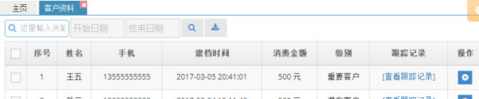 主页 客户资料
这里输入关键 开始日期 结束日期
序号 姓名 手机 建档时间 消费金额 级别 跟踪记录 操作
1 王五 13555555555 2017-03-05 20:41:01 500 元 重要客户 [查看跟踪记录]